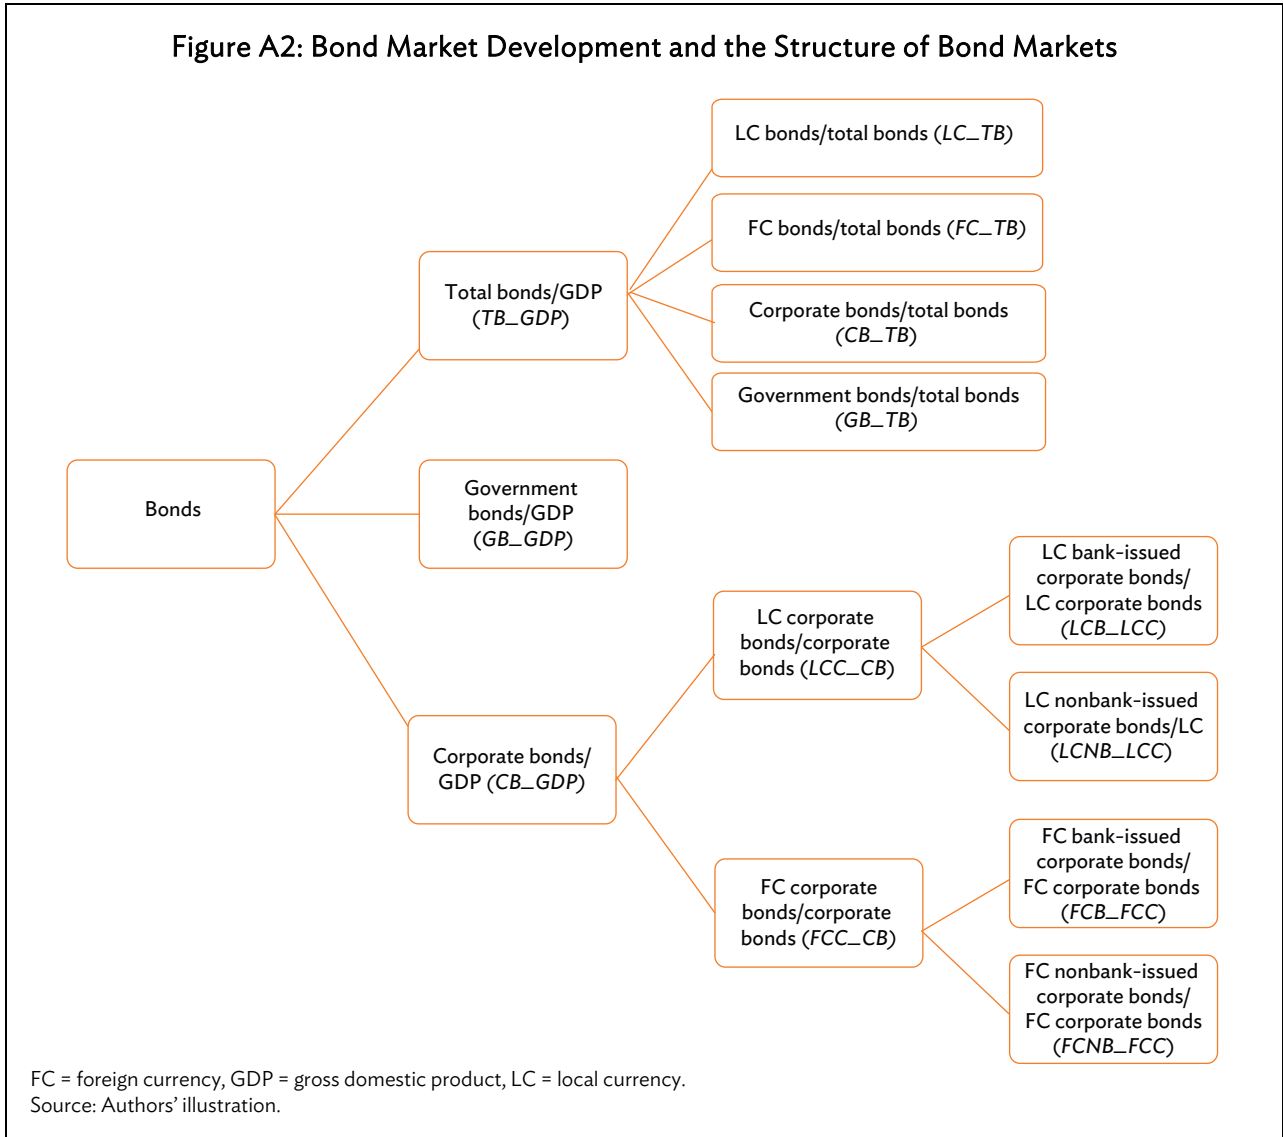 Figure A2: Bond Market Development and the Structure of Bond Markets
LC bonds/total bonds (LC_TB)
FC bonds/total bonds (FC_TB)
Total bonds/GDP
(TB_GDP)
Corporate bonds/total bonds
(CB_TB)
Government bonds/total bonds
(GB_TB)
Bonds
Government
bonds/GDP
(GB_GDP)
LC bank-issued
corporate bonds/
LC corporate bonds
(LCB_LCC)
LC corporate
bonds/corporate
bonds (LCC_CB)
LC nonbank-issued
corporate bonds/LC
(LCNB_LCC)
Corporate bonds/
GDP (CB_GDP)
FC bank-issued
corporate bonds/
FC corporate bonds
(FCB_FCC)
FC corporate
bonds/corporate
bonds (FCC_CB)
FC nonbank-issued
corporate bonds/
FC corporate bonds
(FCNB_FCC)
FC = foreign currency, GDP = gross domestic product, LC = local currency.
Source: Authors’ illustration.